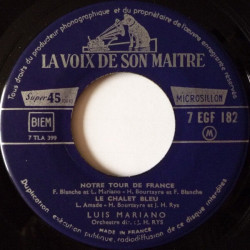 Tous droits du producteur phonographique et du propriétaire de l'œuvre enregistrée réservés
LA VOIX DE SON MAITRE
Super 45 tours
MICROSILLON
BIEM
7 TLA 399
7 EGF 182
M
NOTRE TOUR DE FRANCE
F. Blanche et L. Mariano - H. Bourtayre et F. Blanche
LE CHALET BLEU
L. Amade - H. Bourtayre et J. H. Rys
LUIS MARIANO
Orchestre dir. J. H. RYS
MADE IN FRANCE
Duplication
exécution publique, radiodiffusion de ce disque interdites